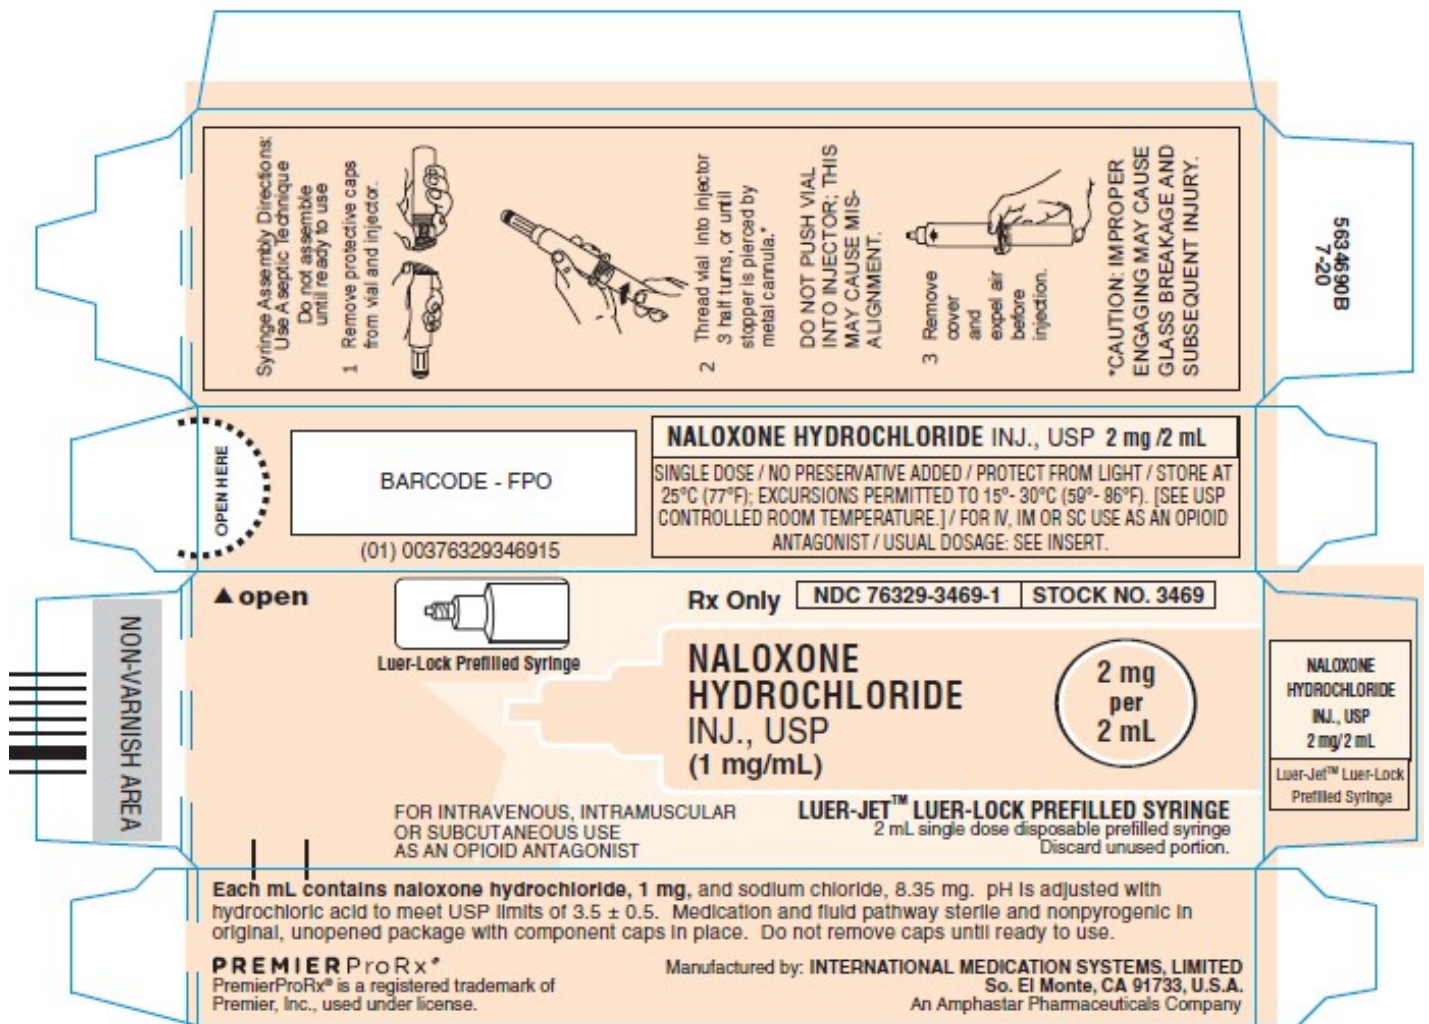 Syringe Assembly Directions:
Use Aseptic Technique
Do not assemble
until ready to use
1 Remove protective caps
from vial and injector.
2 Thread vial into injector
3 half turns, or until
stopper is pierced by
metal cannula.*
DO NOT PUSH VIAL
INTO INJECTOR; THIS
MAY CAUSE MIS-
ALIGNMENT.
3 Remove
cover
and
expel air
before
injection.
*CAUTION: IMPROPER
ENGAGING MAY CAUSE
GLASS BREAKAGE AND
SUBSEQUENT INJURY.
563-4690B
7-20
OPEN HERE
BARCODE - FPO
(01) 00376329346915
NALOXONE HYDROCHLORIDE INJ., USP 2 mg /2 mL
SINGLE DOSE / NO PRESERVATIVE ADDED / PROTECT FROM LIGHT / STORE AT
25°C (77°F); EXCURSIONS PERMITTED TO 15°- 30°C (59°- 86°F). [SEE USP
CONTROLLED ROOM TEMPERATURE.] / FOR IV, IM OR SC USE AS AN OPIOID
ANTAGONIST / USUAL DOSAGE: SEE INSERT.
NON-VARNISH AREA
▲ open
Luer-Lock Prefilled Syringe
Rx Only NDC 76329-3469-1 STOCK NO. 3469
NALOXONE
HYDROCHLORIDE
INJ., USP
(1 mg/mL)
2 mg
per
2 mL
FOR INTRAVENOUS, INTRAMUSCULAR
OR SUBCUTANEOUS USE
AS AN OPIOID ANTAGONIST
LUER-JET™ LUER-LOCK PREFILLED SYRINGE
2 mL single dose disposable prefilled syringe
Discard unused portion.
NALOXONE
HYDROCHLORIDE
INJ., USP
2 mg/2 mL
Luer-Jet™ Luer-Lock
Prefilled Syringe
Each mL contains naloxone hydrochloride, 1 mg, and sodium chloride, 8.35 mg. pH is adjusted with
hydrochloric acid to meet USP limits of 3.5 ± 0.5. Medication and fluid pathway sterile and nonpyrogenic in
original, unopened package with component caps in place. Do not remove caps until ready to use.
PREMIERProRx®
PremierProRx® is a registered trademark of
Premier, Inc., used under license.
Manufactured by: INTERNATIONAL MEDICATION SYSTEMS, LIMITED
So. El Monte, CA 91733, U.S.A.
An Amphastar Pharmaceuticals Company